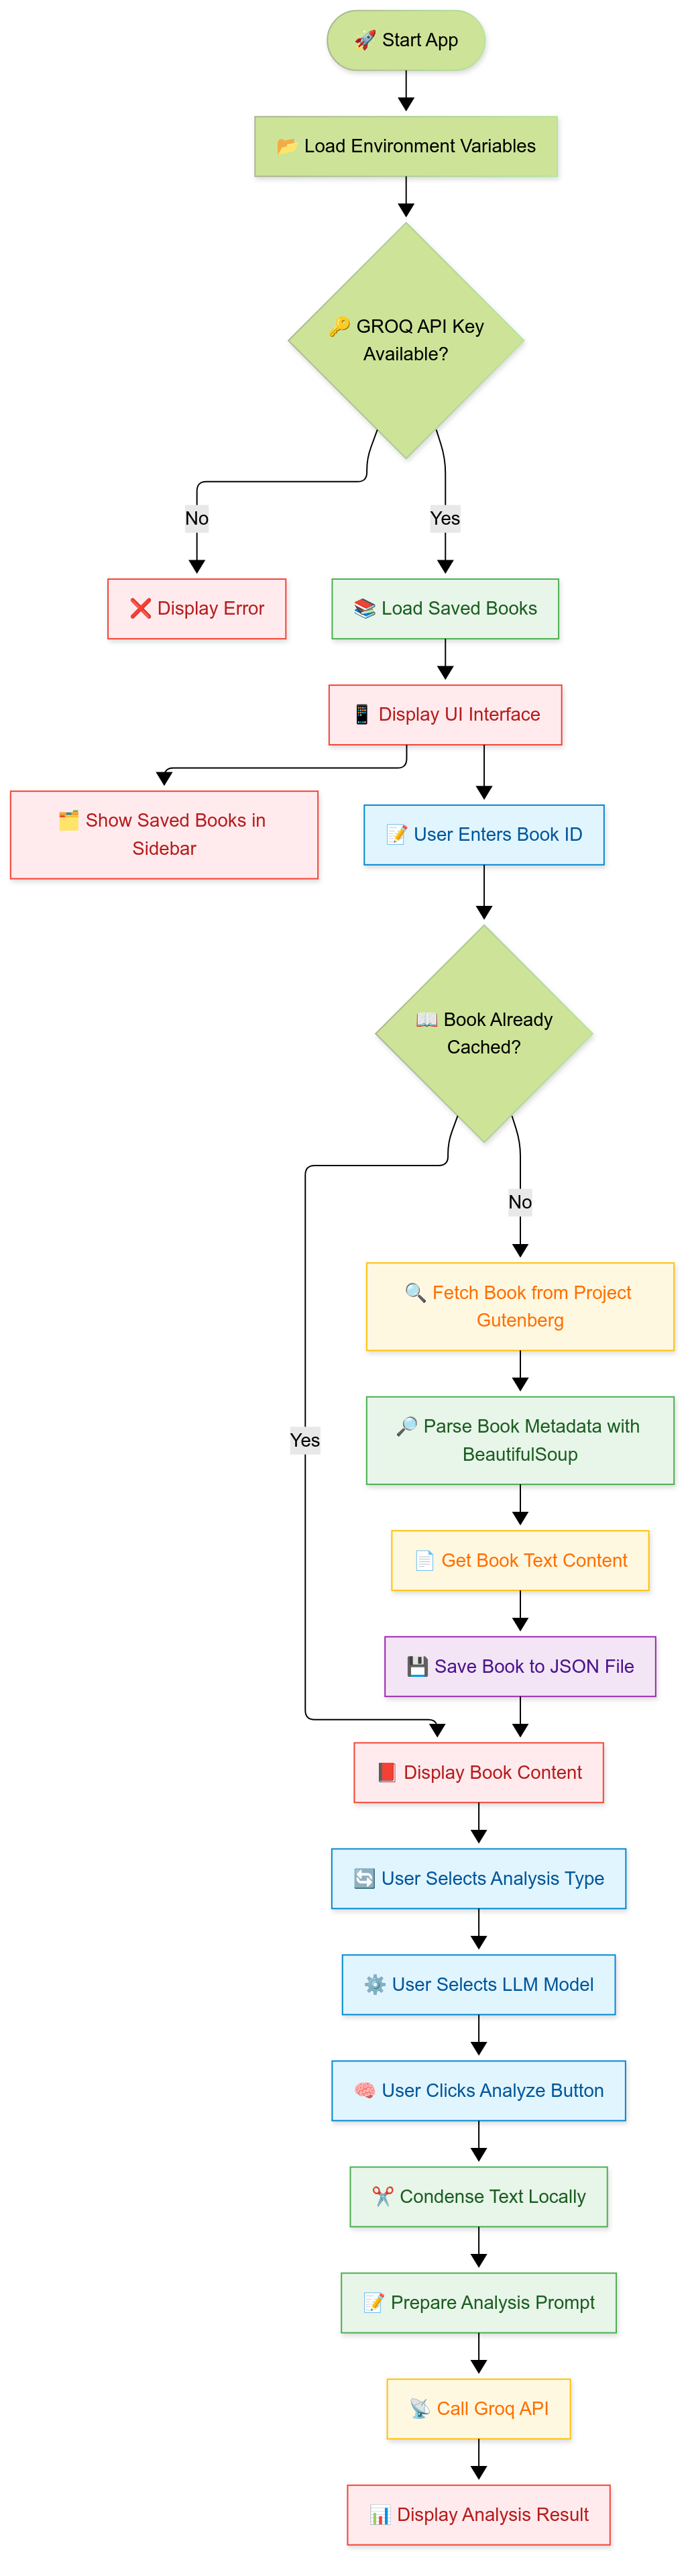 🚀 Start App
📂 Load Environment Variables
🔑 GROQ API Key
Available?
No
Yes
❌ Display Error
📚 Load Saved Books
📱 Display UI Interface
🗂️ Show Saved Books in
Sidebar
📝 User Enters Book ID
📖 Book Already
Cached?
No
🔍 Fetch Book from Project
Gutenberg
Yes
🔎 Parse Book Metadata with
BeautifulSoup
📄 Get Book Text Content
💾 Save Book to JSON File
📕 Display Book Content
🔄 User Selects Analysis Type
⚙️ User Selects LLM Model
🧠 User Clicks Analyze Button
✂️ Condense Text Locally
📝 Prepare Analysis Prompt
📡 Call Groq API
📊 Display Analysis Result